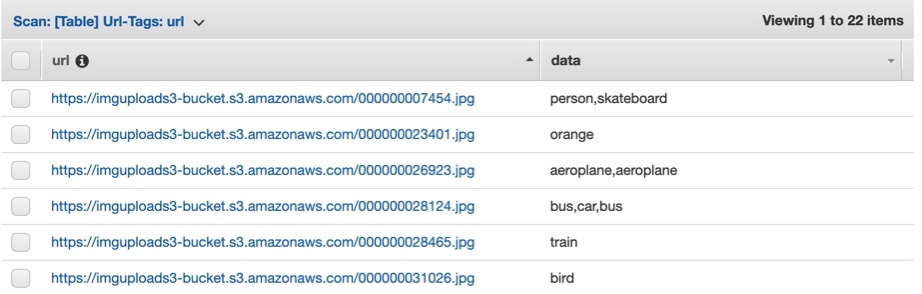 Scan: [Table] Url-Tags: url Viewing 1 to 22 items
url data
https://imguploads3-bucket.s3.amazonaws.com/000000007454.jpg person,skateboard
https://imguploads3-bucket.s3.amazonaws.com/000000023401.jpg orange
https://imguploads3-bucket.s3.amazonaws.com/000000026923.jpg aeroplane,aeroplane
https://imguploads3-bucket.s3.amazonaws.com/000000028124.jpg bus,car,bus
https://imguploads3-bucket.s3.amazonaws.com/000000028465.jpg train
https://imguploads3-bucket.s3.amazonaws.com/000000031026.jpg bird